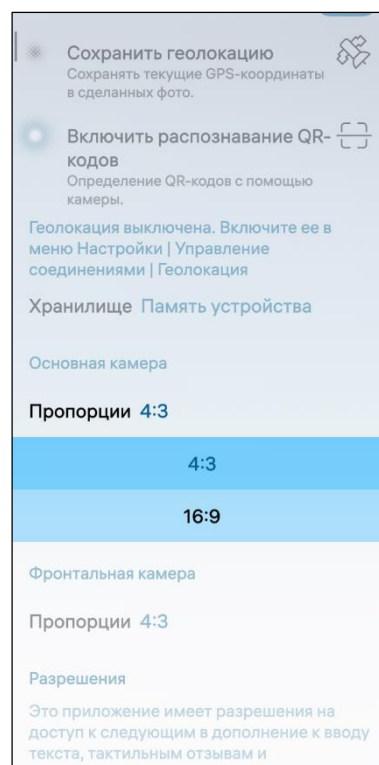 Сохранить геолокацию
Сохранять текущие GPS-координаты
в сделанных фото.
Включить распознавание QR-
кодов
Определение QR-кодов с помощью
камеры.
Геолокация выключена. Включите ее в
меню Настройки | Управление
соединениями | Геолокация
Хранилище Память устройства
Основная камера
Пропорции 4:3
4:3
16:9
Фронтальная камера
Пропорции 4:3
Разрешения
Это приложение имеет разрешения на
доступ к следующим в дополнение к вводу
текста, тактильным отзывам и